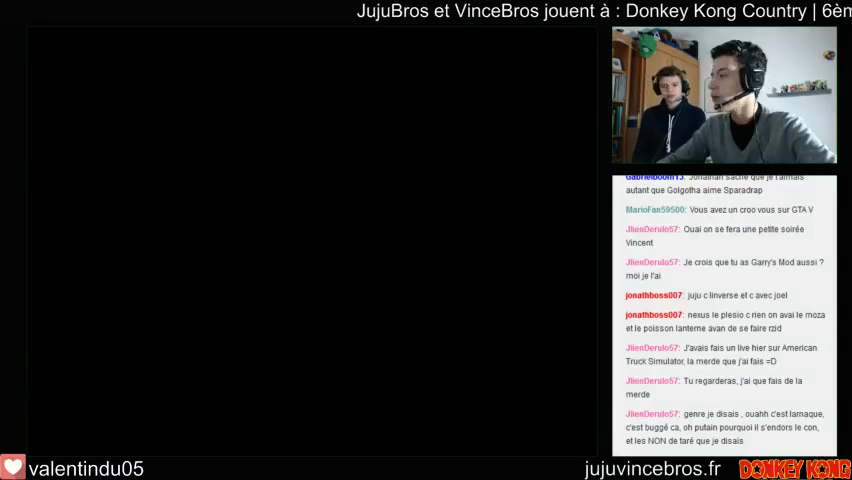 JujuBros et VinceBros jouent à : Donkey Kong Country | 6èm
Gabrielboom13: Jonathan sache que je t'aimais
autant que Golgotha aime Sparadrap
MarioFan59500: Vous avez un croo vous sur GTA V
JlienDerulo57: Ouai on se fera une petite soirée
Vincent
JlienDerulo57: Je crois que tu as Garry's Mod aussi ?
moi je l'ai
jonathboss007: juju c linverse et c avec joel
jonathboss007: nexus le plesio c rien on avai le moza
et le poisson lanterne avan de se faire rzid
JlienDerulo57: J'avais fais un live hier sur American
Truck Simulator, la merde que j'ai fais =D
JlienDerulo57: Tu regarderas, j'ai que fais de la
merde
JlienDerulo57: genre je disais , ouahh c'est larnaque,
c'est buggé ca, oh putain pourquoi il s'endors le con,
et les NON de taré que je disais
valentindu05
jujuvincebros.fr
DONKEY KONG